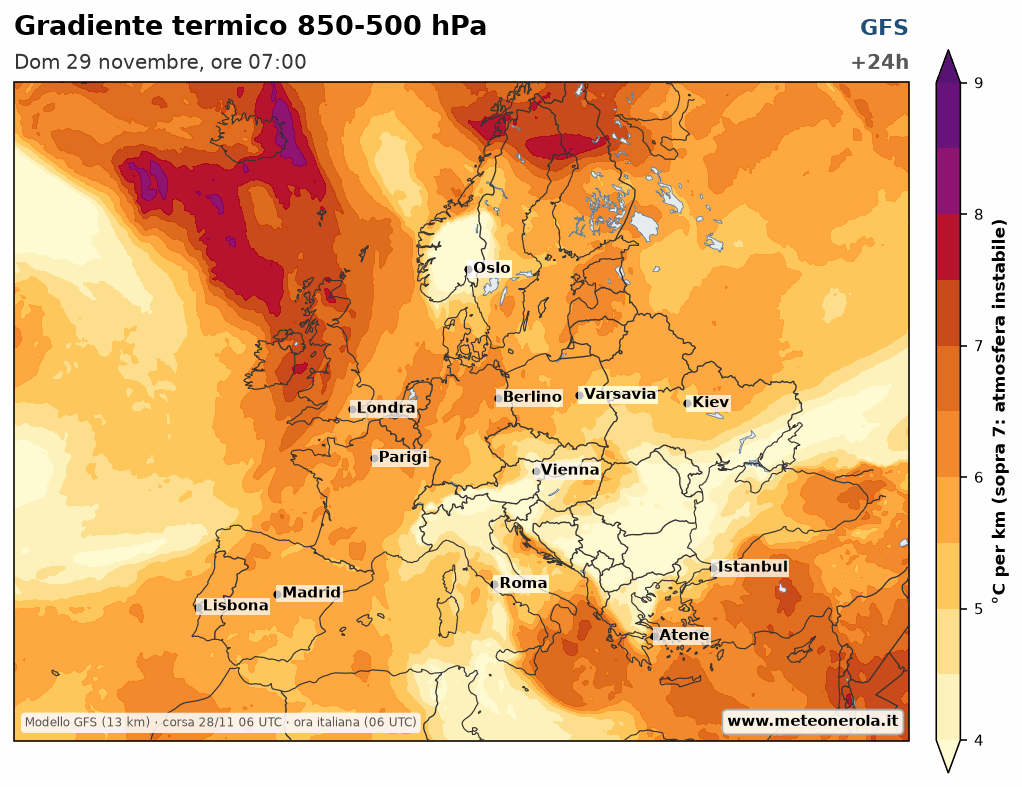 Gradiente termico 850-500 hPa
GFS
Dom 29 novembre, ore 07:00
+24h
Oslo
Londra
Berlino
Varsavia
Kiev
Parigi
Vienna
Istanbul
Roma
Madrid
Lisbona
Atene
Modello GFS (13 km) · corsa 28/11 06 UTC · ora italiana (06 UTC)
www.meteonerola.it
9
8
7
6
5
4
°C per km (sopra 7: atmosfera instabile)